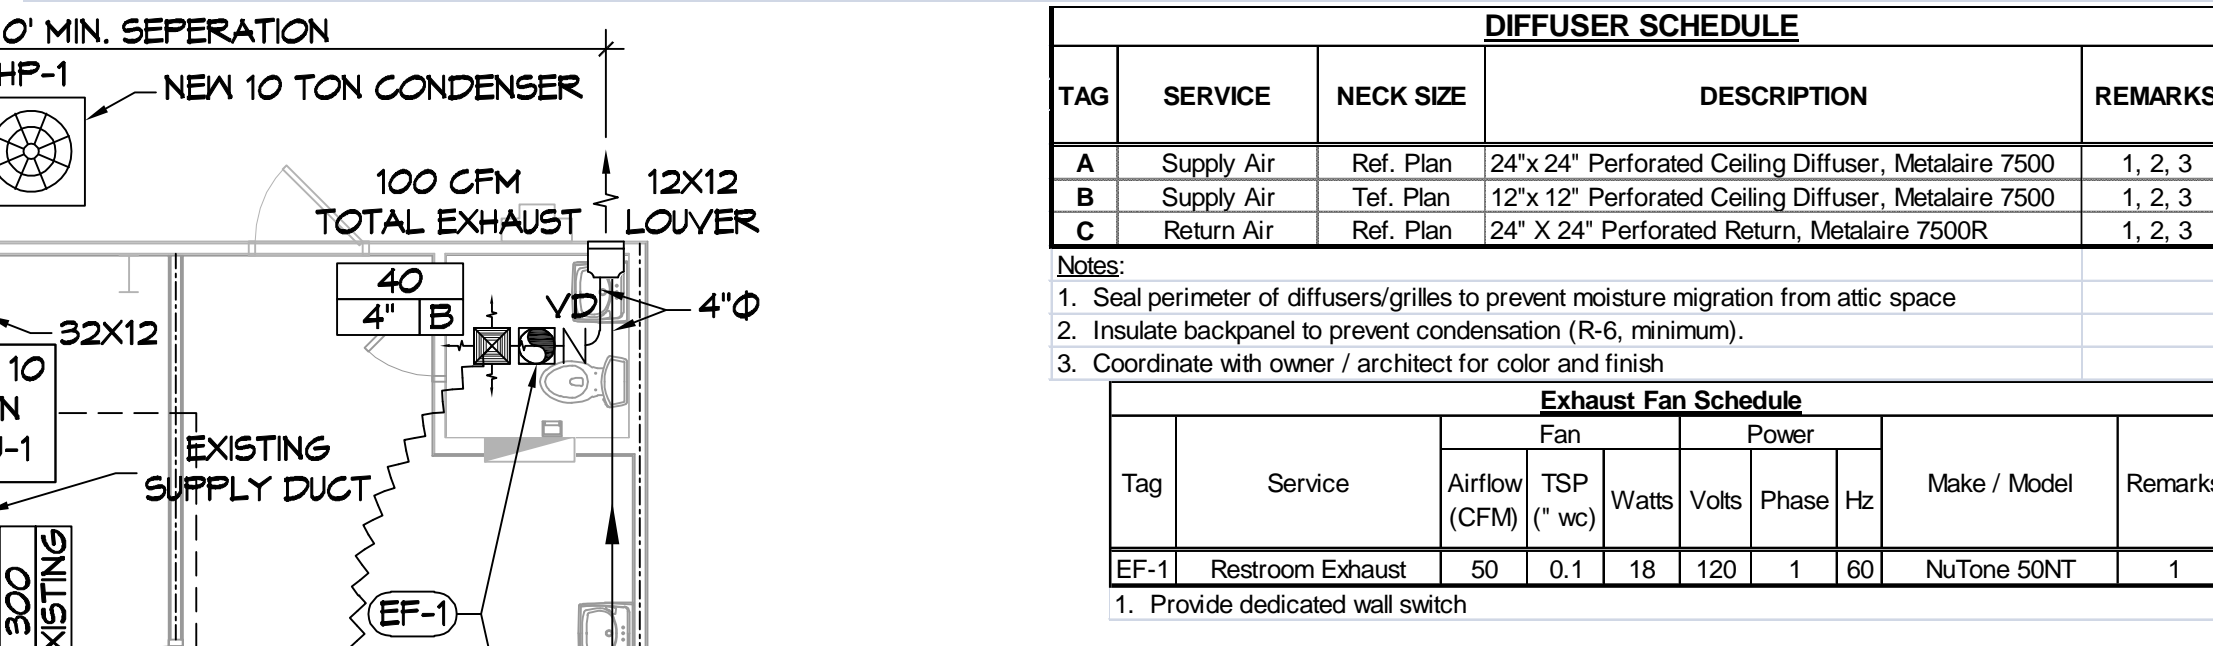 0' MIN. SEPERATION
HP-1
NEW 10 TON CONDENSER
100 CFM
TOTAL EXHAUST
12X12
LOUVER
40
4" B
VD
4"Φ
32X12
10
N
J-1
EXISTING
SUPPLY DUCT
300
XISTING
EF-1
DIFFUSER SCHEDULE
TAG SERVICE NECK SIZE DESCRIPTION REMARKS
A Supply Air Ref. Plan 24"x 24" Perforated Ceiling Diffuser, Metalaire 7500 1, 2, 3
B Supply Air Tef. Plan 12"x 12" Perforated Ceiling Diffuser, Metalaire 7500 1, 2, 3
C Return Air Ref. Plan 24" X 24" Perforated Return, Metalaire 7500R 1, 2, 3
Notes:
1. Seal perimeter of diffusers/grilles to prevent moisture migration from attic space
2. Insulate backpanel to prevent condensation (R-6, minimum).
3. Coordinate with owner / architect for color and finish
Exhaust Fan Schedule
Fan Power
Tag Service Airflow (CFM) TSP (" wc) Watts Volts Phase Hz Make / Model Remarks
EF-1 Restroom Exhaust 50 0.1 18 120 1 60 NuTone 50NT 1
1. Provide dedicated wall switch